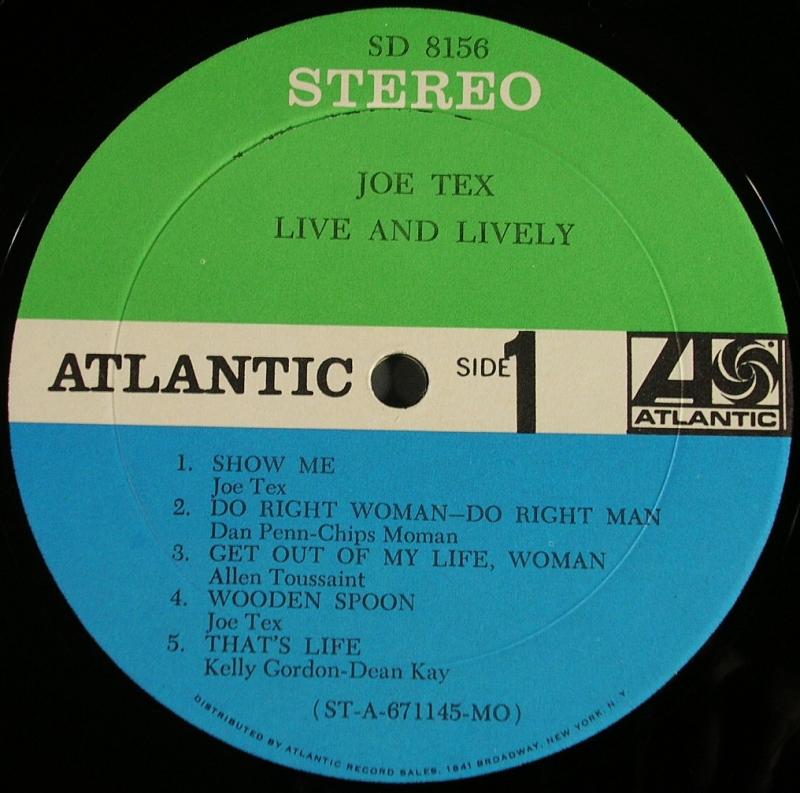 SD 8156
STEREO
JOE TEX
LIVE AND LIVELY
ATLANTIC
SIDE 1
ATLANTIC
1. SHOW ME
Joe Tex
2. DO RIGHT WOMAN—DO RIGHT MAN
Dan Penn-Chips Moman
3. GET OUT OF MY LIFE, WOMAN
Allen Toussaint
4. WOODEN SPOON
Joe Tex
5. THAT'S LIFE
Kelly Gordon-Dean Kay
(ST-A-671145-MO)
DISTRIBUTED BY ATLANTIC RECORD SALES, 1841 BROADWAY, NEW YORK, N.Y.